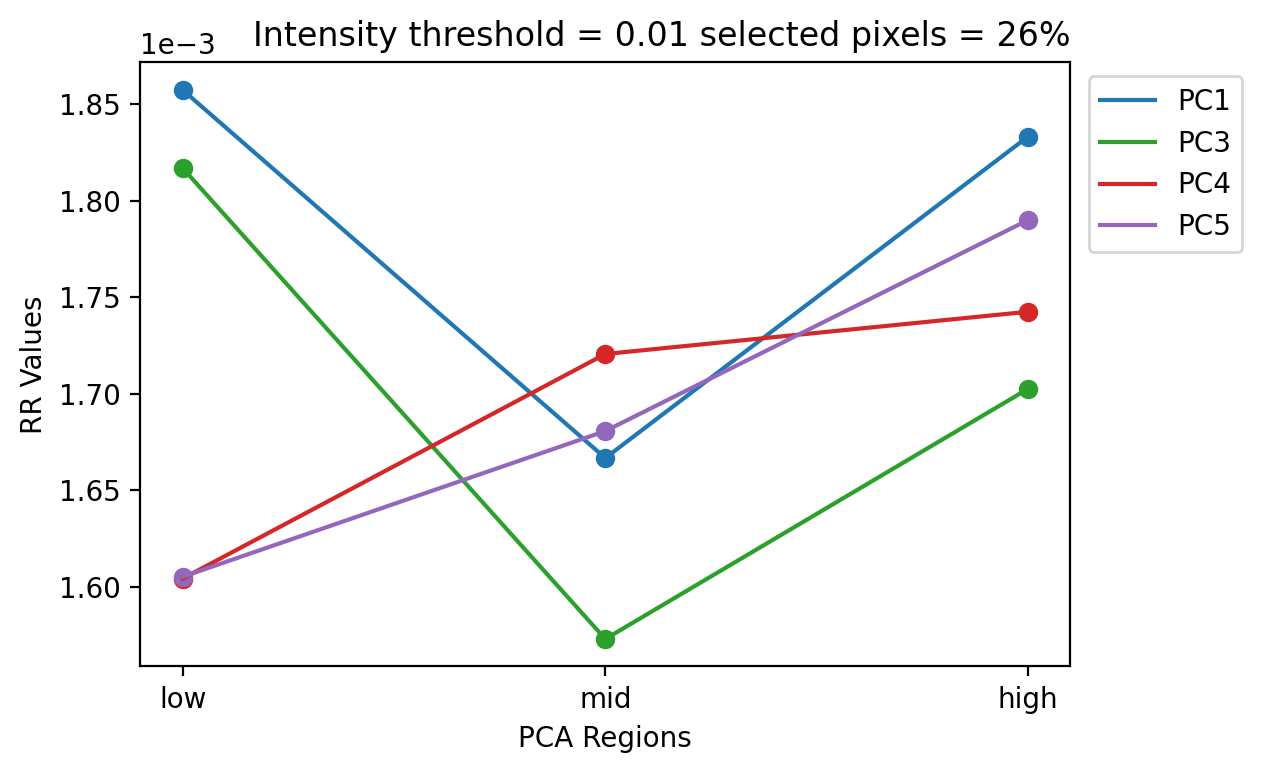 Intensity threshold = 0.01 selected pixels = 26%
1e−3
1.85
1.80
1.75
1.70
1.65
1.60
RR Values
low
mid
high
PCA Regions
PC1
PC3
PC4
PC5